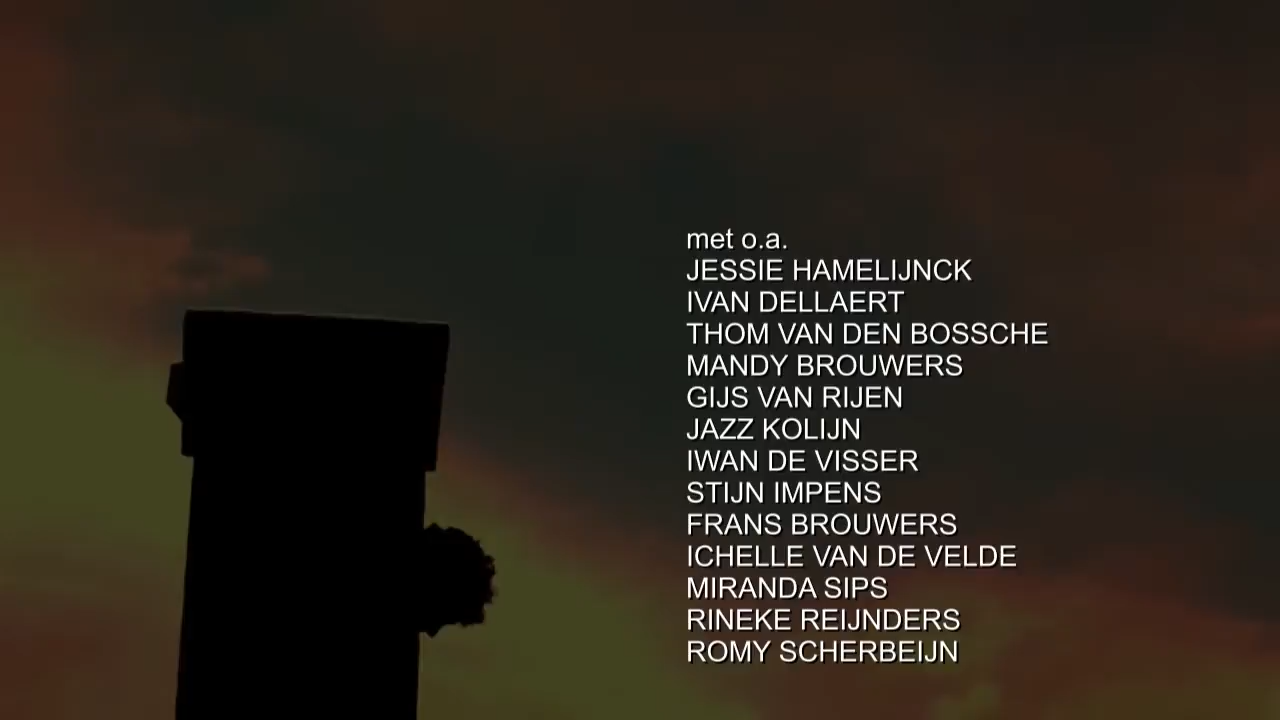 met o.a.
JESSIE HAMELIJNCK
IVAN DELLAERT
THOM VAN DEN BOSSCHE
MANDY BROUWERS
GIJS VAN RIJEN
JAZZ KOLIJN
IWAN DE VISSER
STIJN IMPENS
FRANS BROUWERS
ICHELLE VAN DE VELDE
MIRANDA SIPS
RINEKE REIJNDERS
ROMY SCHERBEIJN